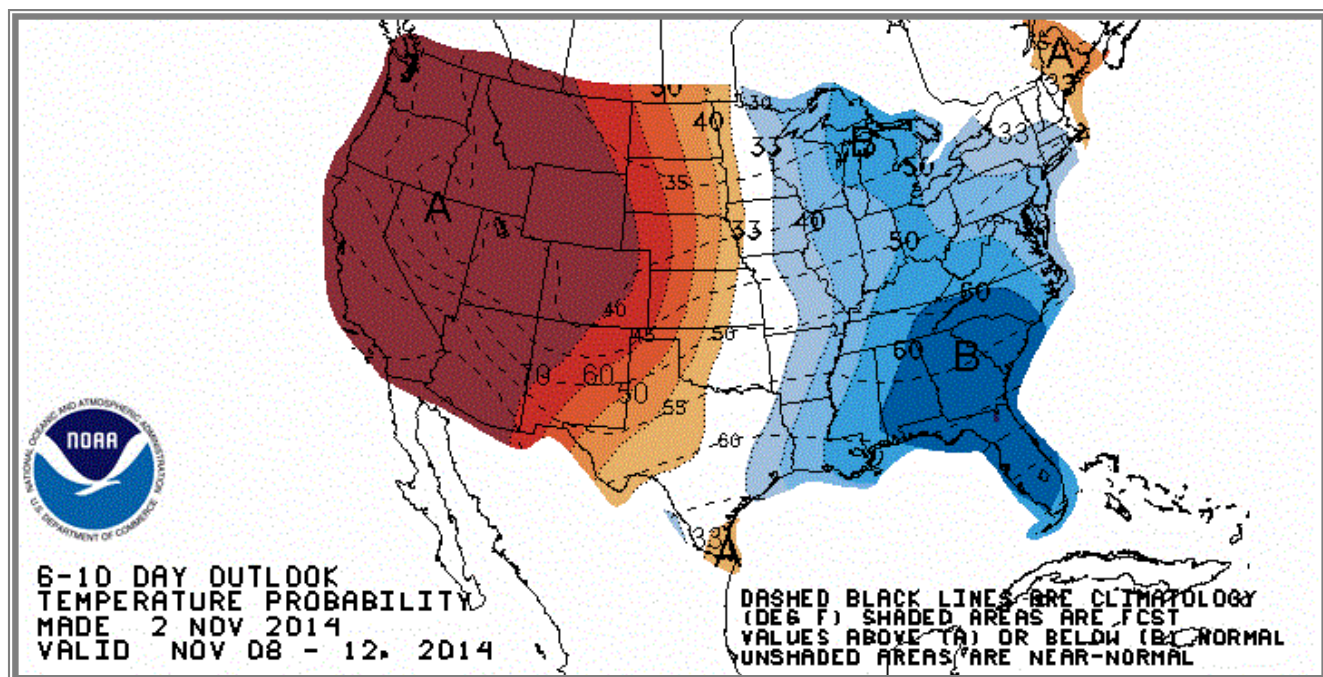 30
A
33
40
330
33
B
33
50
35
A
40
33
50
60
40
45
50
60
B
70
60
50
55
60
33
A
NATIONAL OCEANIC AND ATMOSPHERIC ADMINISTRATION
NOAA
U.S. DEPARTMENT OF COMMERCE
6-10 DAY OUTLOOK
TEMPERATURE PROBABILITY
MADE 2 NOV 2014
VALID NOV 08 - 12, 2014
DASHED BLACK LINES ARE CLIMATOLOGY
(DEG F) SHADED AREAS ARE FCST
VALUES ABOVE (A) OR BELOW (B) NORMAL
UNSHADED AREAS ARE NEAR-NORMAL